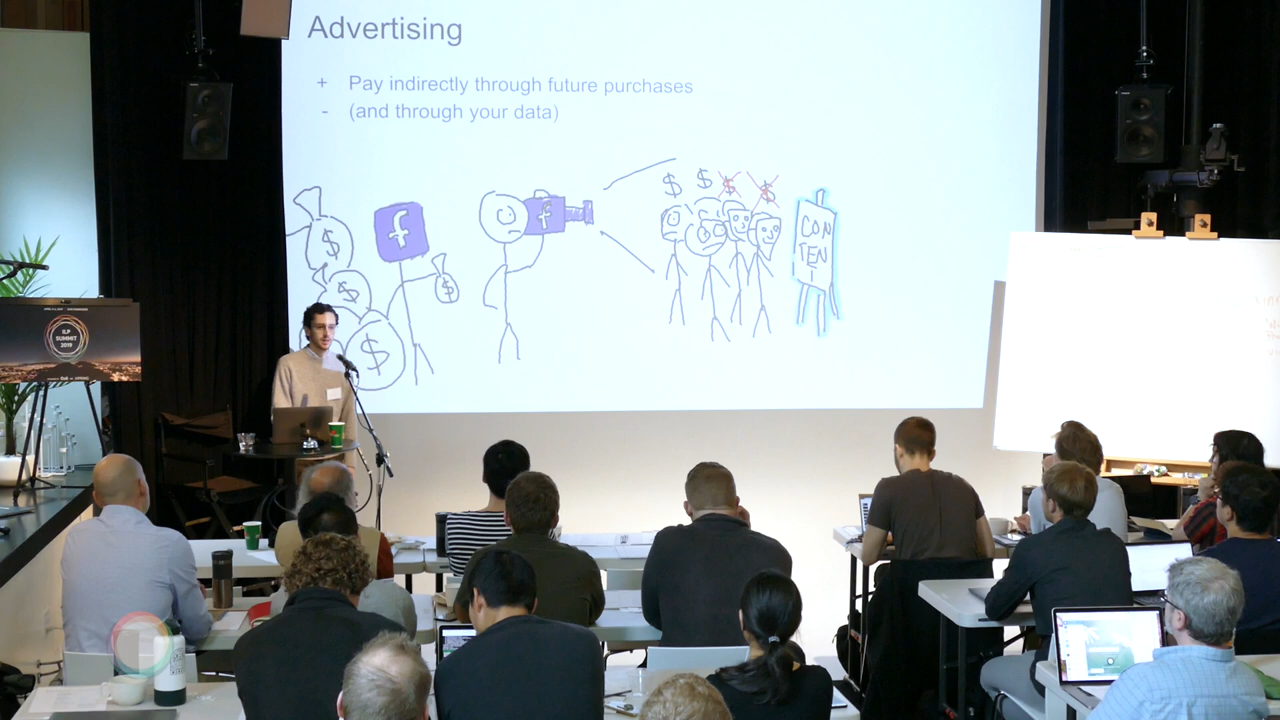 Advertising
+ Pay indirectly through future purchases
- (and through your data)
$ $ $ $
f
f
$
$
$
$
CON
TEN
T
ILP
SUMMIT
2019